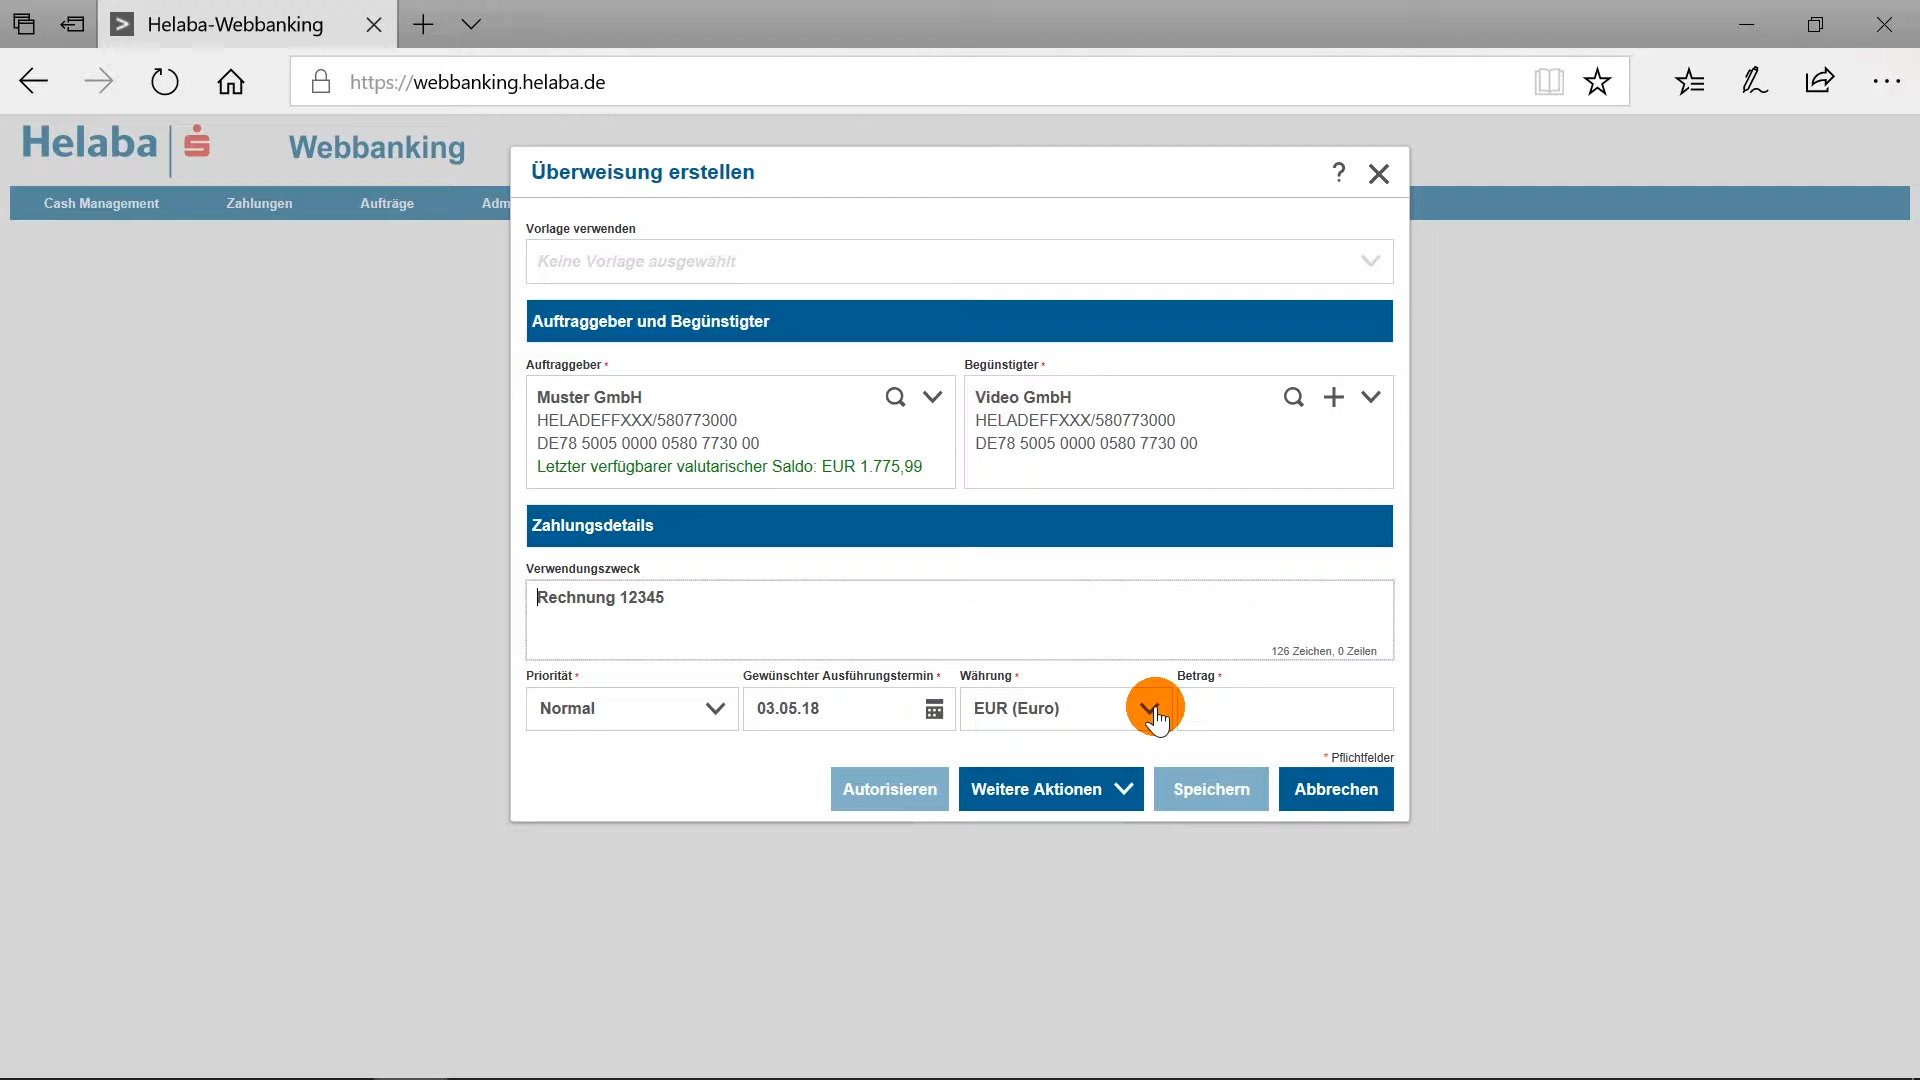 Helaba-Webbanking
https://webbanking.helaba.de
Helaba
Webbanking
Cash Management
Zahlungen
Aufträge
Adm
Überweisung erstellen
?
Vorlage verwenden
Keine Vorlage ausgewählt
Auftraggeber und Begünstigter
Auftraggeber *
Begünstigter *
Muster GmbH
HELADEFFXXX/580773000
DE78 5005 0000 0580 7730 00
Letzter verfügbarer valutarischer Saldo: EUR 1.775,99
Video GmbH
HELADEFFXXX/580773000
DE78 5005 0000 0580 7730 00
Zahlungsdetails
Verwendungszweck
Rechnung 12345
126 Zeichen, 0 Zeilen
Priorität *
Gewünschter Ausführungstermin *
Währung *
Betrag *
Normal
03.05.18
EUR (Euro)
* Pflichtfelder
Autorisieren
Weitere Aktionen
Speichern
Abbrechen